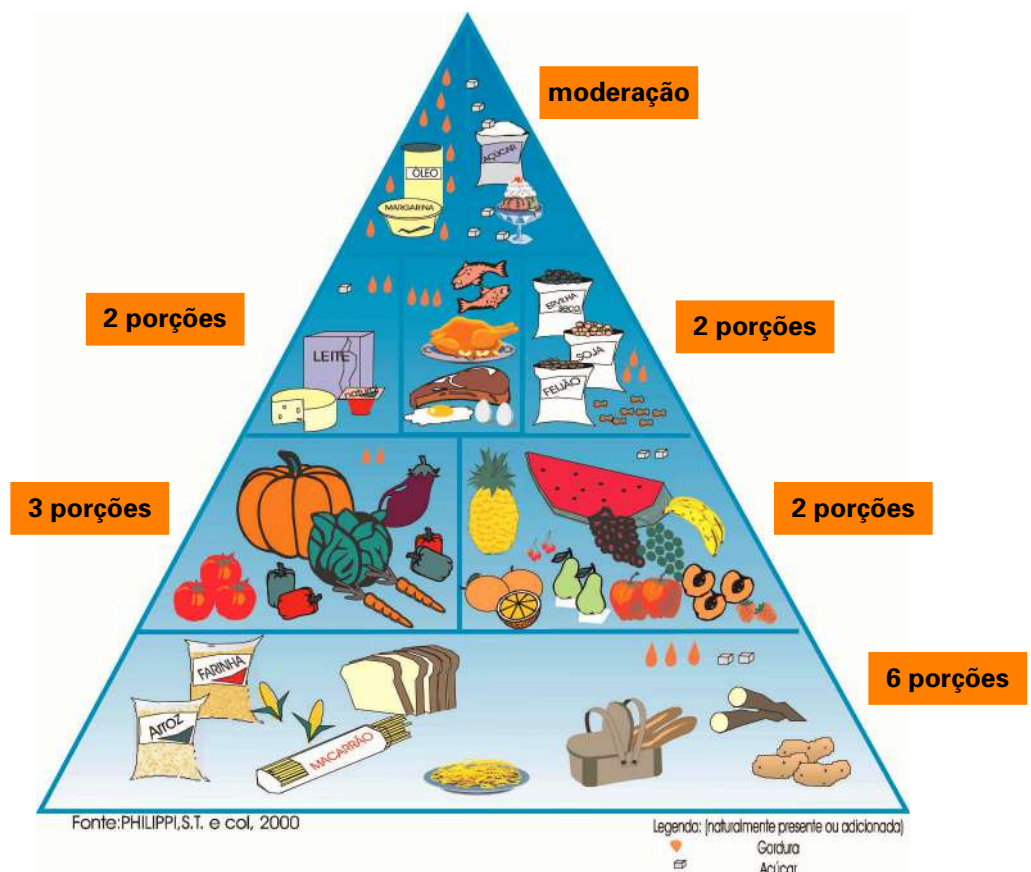 moderação
AÇÚCAR
ÓLEO
MARGARINA
2 porções
2 porções
ERVILHA
seca
LEITE
SOJA
FEIJÃO
3 porções
2 porções
6 porções
FARINHA
Arroz
MACARRÃO
Fonte:PHILIPPI,S.T. e col, 2000
Legenda: (naturalmente presente ou adicionada)
Gordura
Açúcar